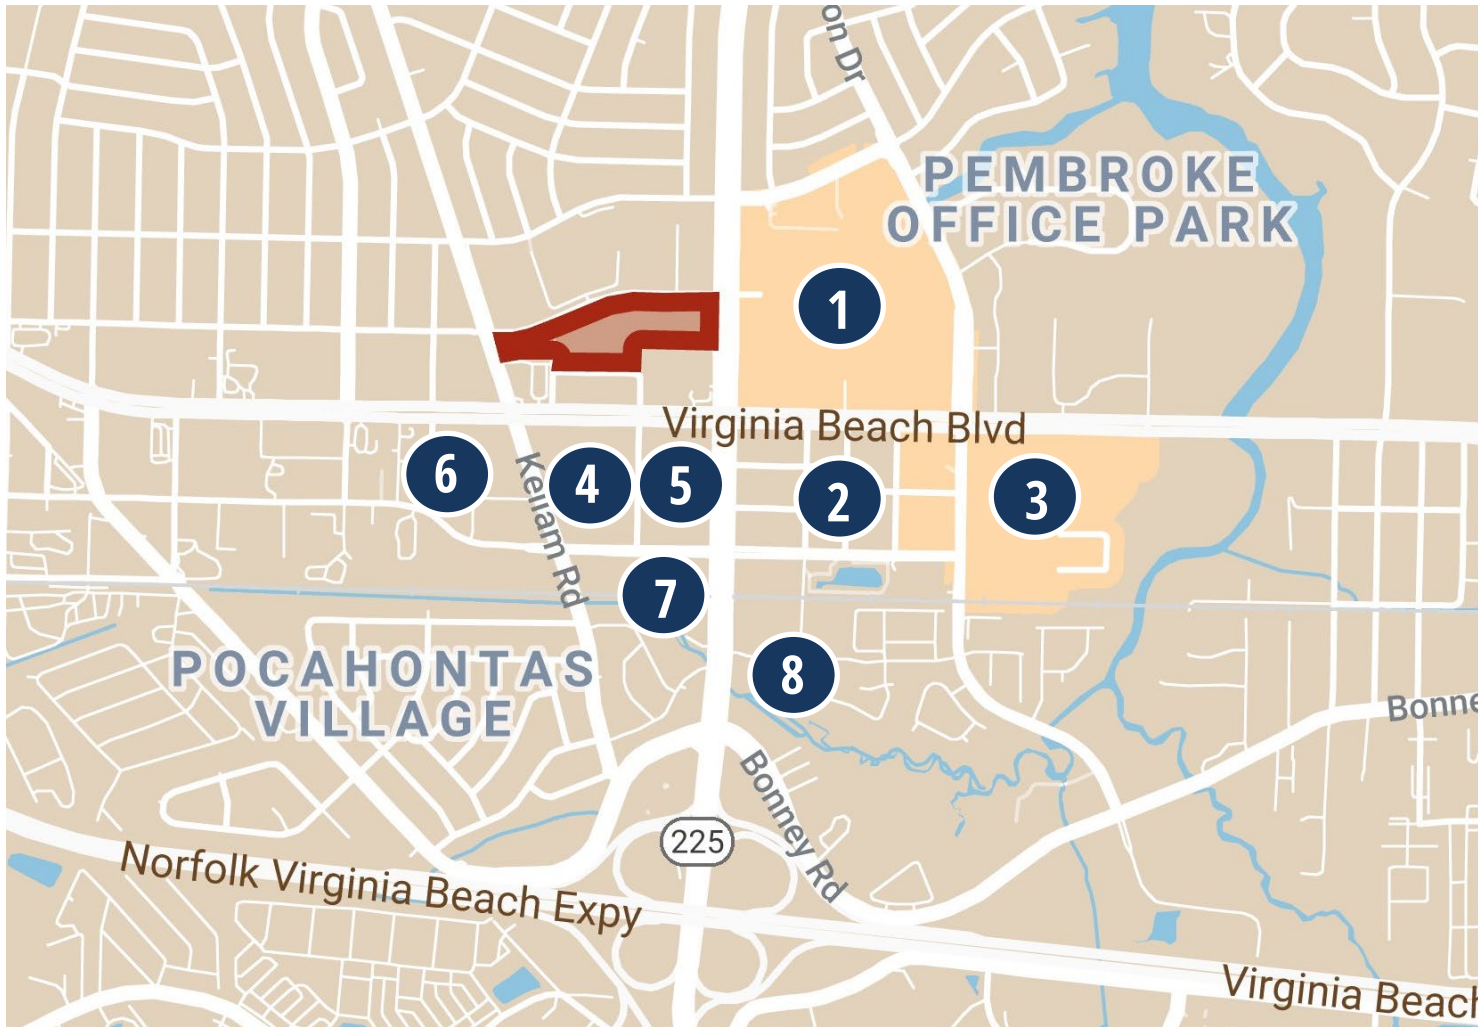 on Dr
PEMBROKE
OFFICE PARK
1
Virginia Beach Blvd
6
Kellam Rd
4
5
2
3
7
POCAHONTAS
VILLAGE
8
Bonne
Bonney Rd
225
Norfolk Virginia Beach Expy
Virginia Beach